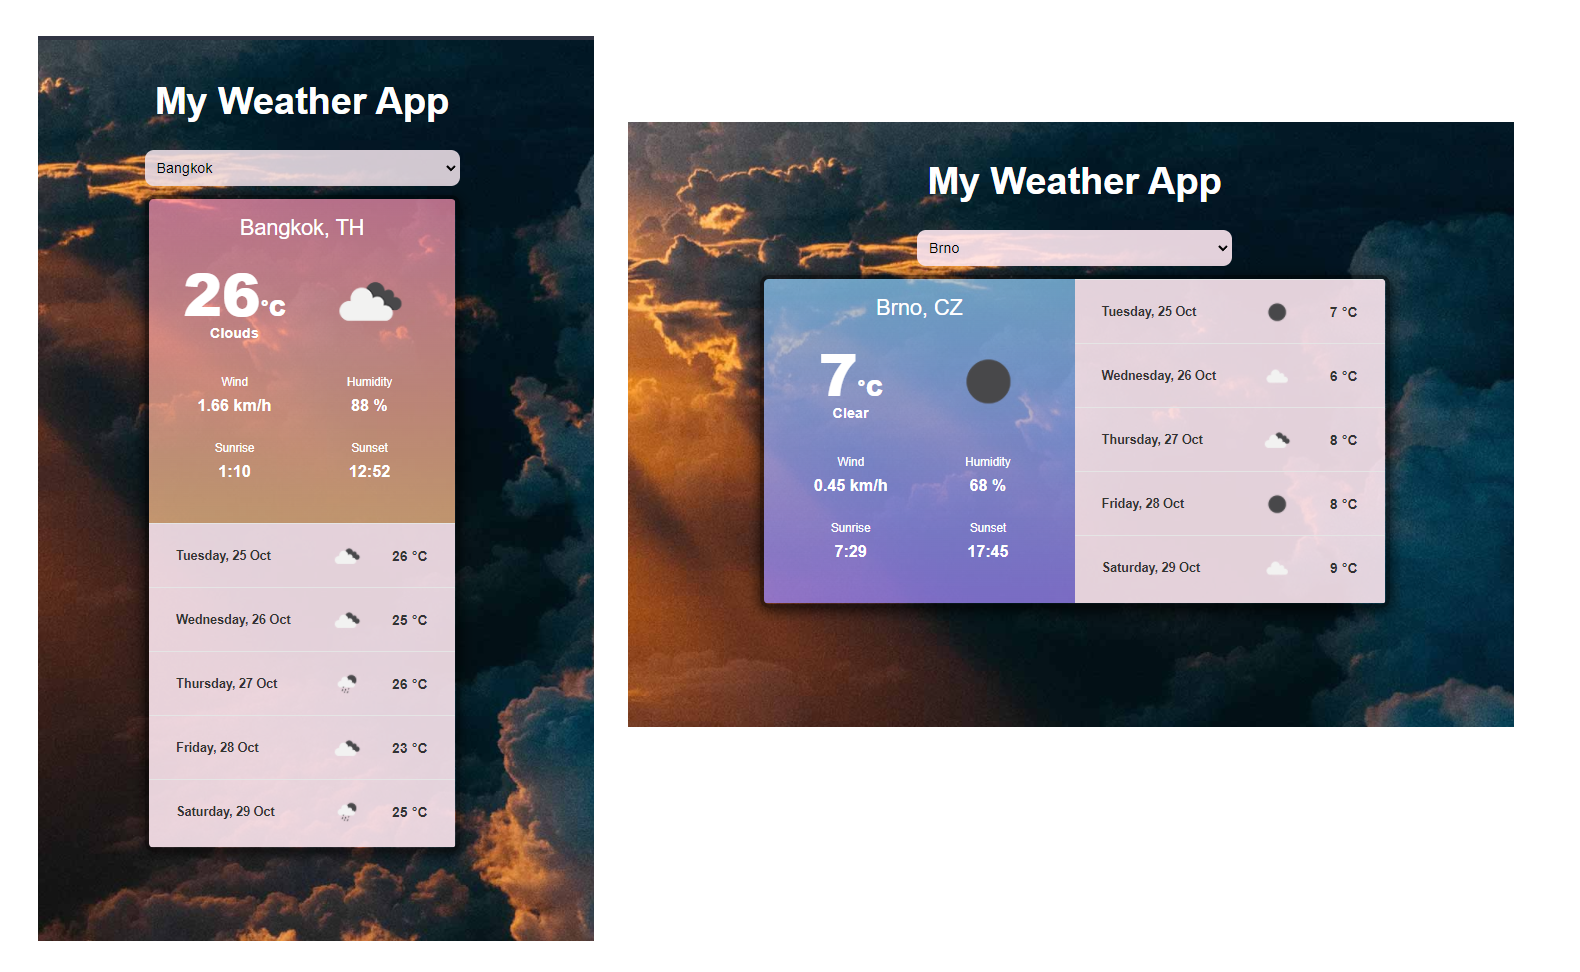 My Weather App
Bangkok
Bangkok, TH
26°C
Clouds
Wind Humidity
1.66 km/h 88 %
Sunrise Sunset
1:10 12:52
Tuesday, 25 Oct 26 °C
Wednesday, 26 Oct 25 °C
Thursday, 27 Oct 26 °C
Friday, 28 Oct 23 °C
Saturday, 29 Oct 25 °C
My Weather App
Brno
Brno, CZ
7°C
Clear
Wind Humidity
0.45 km/h 68 %
Sunrise Sunset
7:29 17:45
Tuesday, 25 Oct 7 °C
Wednesday, 26 Oct 6 °C
Thursday, 27 Oct 8 °C
Friday, 28 Oct 8 °C
Saturday, 29 Oct 9 °C